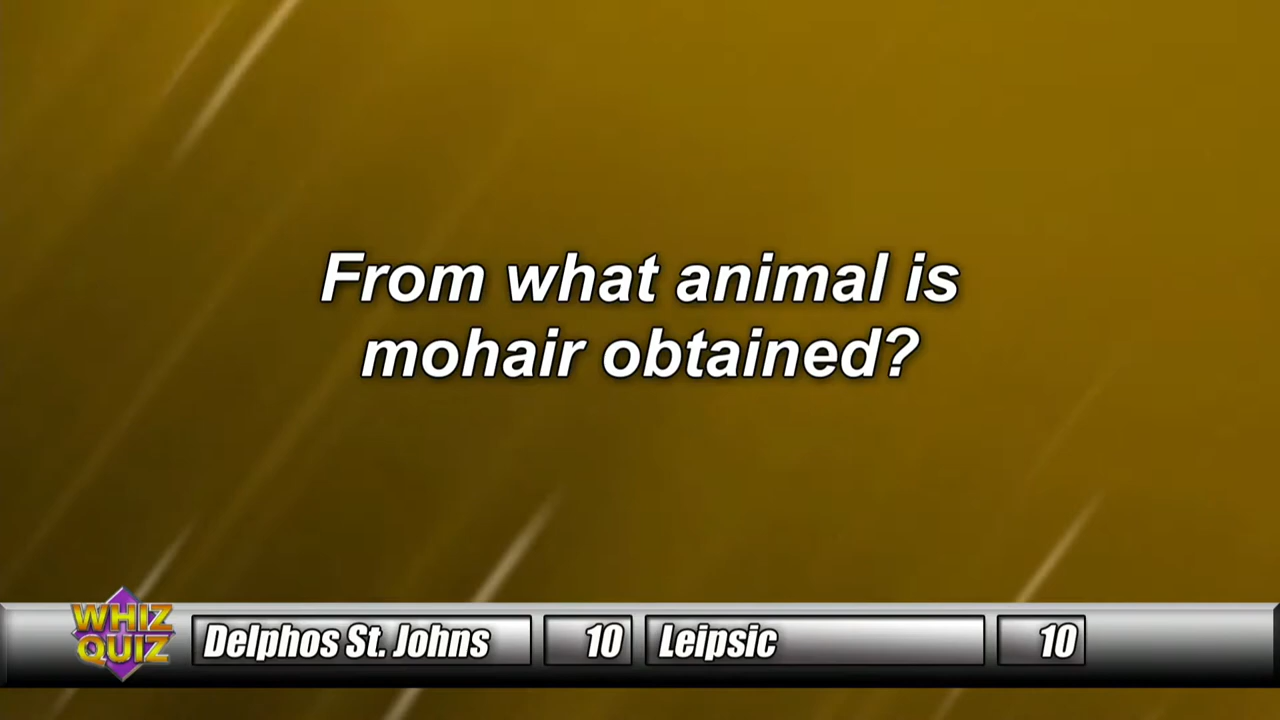 From what animal is
mohair obtained?
WHIZ
QUIZ
Delphos St. Johns 10 Leipsic 10